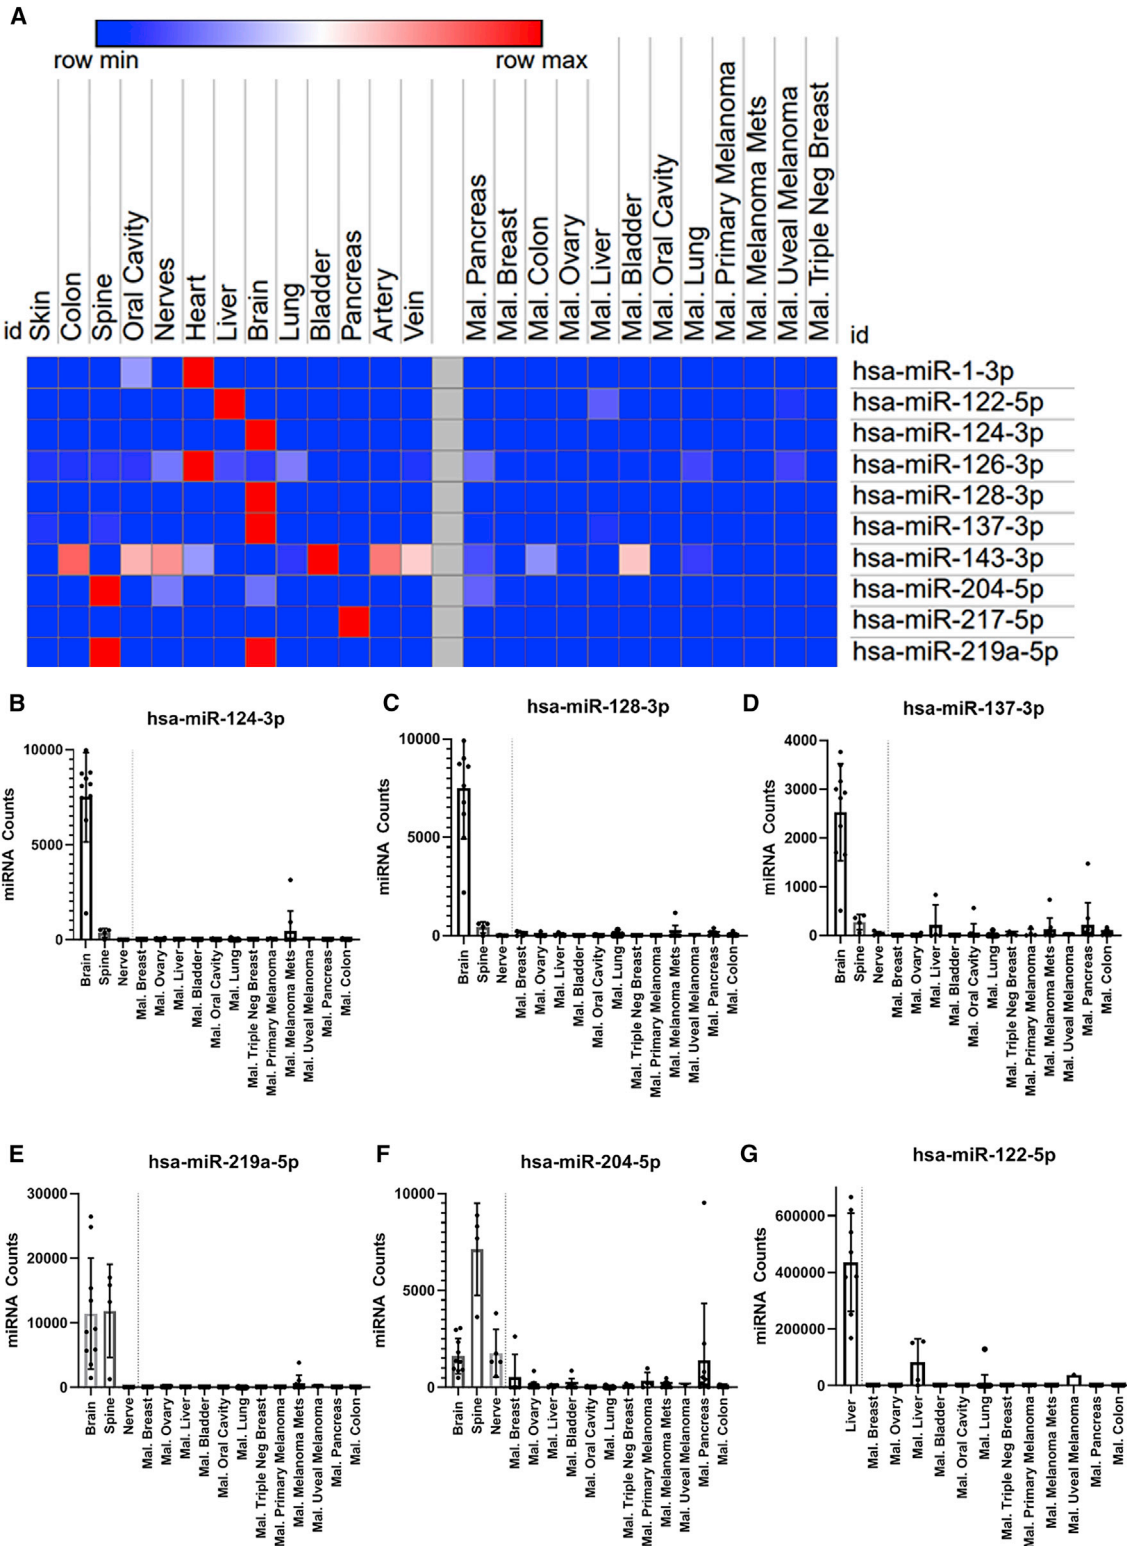 A
row min
row max
id
Skin
Colon
Spine
Oral Cavity
Nerves
Heart
Liver
Brain
Lung
Bladder
Pancreas
Artery
Vein
Mal. Pancreas
Mal. Breast
Mal. Colon
Mal. Ovary
Mal. Liver
Mal. Bladder
Mal. Oral Cavity
Mal. Lung
Mal. Primary Melanoma
Mal. Melanoma Mets
Mal. Uveal Melanoma
Mal. Triple Neg Breast
id
hsa-miR-1-3p
hsa-miR-122-5p
hsa-miR-124-3p
hsa-miR-126-3p
hsa-miR-128-3p
hsa-miR-137-3p
hsa-miR-143-3p
hsa-miR-204-5p
hsa-miR-217-5p
hsa-miR-219a-5p
B
hsa-miR-124-3p
miRNA Counts
10000
5000
0
Brain
Spine
Nerve
Mal. Breast
Mal. Ovary
Mal. Liver
Mal. Bladder
Mal. Oral Cavity
Mal. Lung
Mal. Triple Neg Breast
Mal. Primary Melanoma
Mal. Melanoma Mets
Mal. Uveal Melanoma
Mal. Pancreas
Mal. Colon
C
hsa-miR-128-3p
miRNA Counts
10000
5000
0
Brain
Spine
Nerve
Mal. Breast
Mal. Ovary
Mal. Liver
Mal. Bladder
Mal. Oral Cavity
Mal. Lung
Mal. Triple Neg Breast
Mal. Primary Melanoma
Mal. Melanoma Mets
Mal. Uveal Melanoma
Mal. Pancreas
Mal. Colon
D
hsa-miR-137-3p
miRNA Counts
4000
3000
2000
1000
0
Brain
Spine
Nerve
Mal. Breast
Mal. Ovary
Mal. Liver
Mal. Bladder
Mal. Oral Cavity
Mal. Lung
Mal. Triple Neg Breast
Mal. Primary Melanoma
Mal. Melanoma Mets
Mal. Uveal Melanoma
Mal. Pancreas
Mal. Colon
E
hsa-miR-219a-5p
miRNA Counts
30000
20000
10000
0
Brain
Spine
Nerve
Mal. Breast
Mal. Ovary
Mal. Liver
Mal. Bladder
Mal. Oral Cavity
Mal. Lung
Mal. Triple Neg Breast
Mal. Primary Melanoma
Mal. Melanoma Mets
Mal. Uveal Melanoma
Mal. Pancreas
Mal. Colon
F
hsa-miR-204-5p
miRNA Counts
10000
5000
0
Brain
Spine
Nerve
Mal. Breast
Mal. Ovary
Mal. Liver
Mal. Bladder
Mal. Oral Cavity
Mal. Lung
Mal. Triple Neg Breast
Mal. Primary Melanoma
Mal. Melanoma Mets
Mal. Uveal Melanoma
Mal. Pancreas
Mal. Colon
G
hsa-miR-122-5p
miRNA Counts
600000
400000
200000
0
Liver
Mal. Breast
Mal. Ovary
Mal. Liver
Mal. Bladder
Mal. Oral Cavity
Mal. Lung
Mal. Triple Neg Breast
Mal. Primary Melanoma
Mal. Melanoma Mets
Mal. Uveal Melanoma
Mal. Pancreas
Mal. Colon